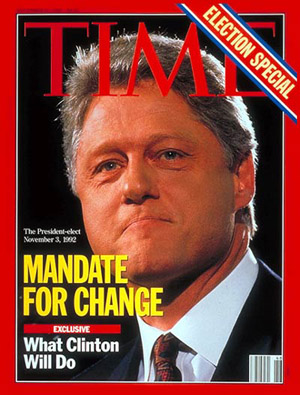 TIME
ELECTION SPECIAL
The President-elect
November 3, 1992
MANDATE
FOR CHANGE
EXCLUSIVE
What Clinton
Will Do